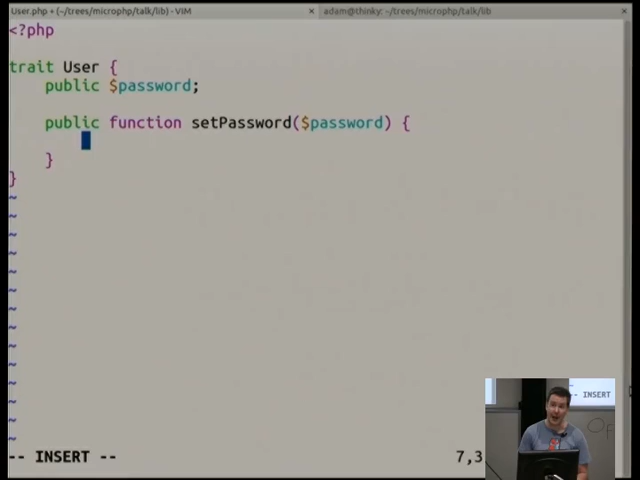 User.php + (~/trees/microphp/talk/lib) - VIM
adam@thinky: ~/trees/microphp/talk/lib
<?php
trait User {
public $password;
public function setPassword($password) {
}
}
~
~
~
~
~
~
~
~
~
~
~
~
~
~
-- INSERT --
7,3
- INSERT